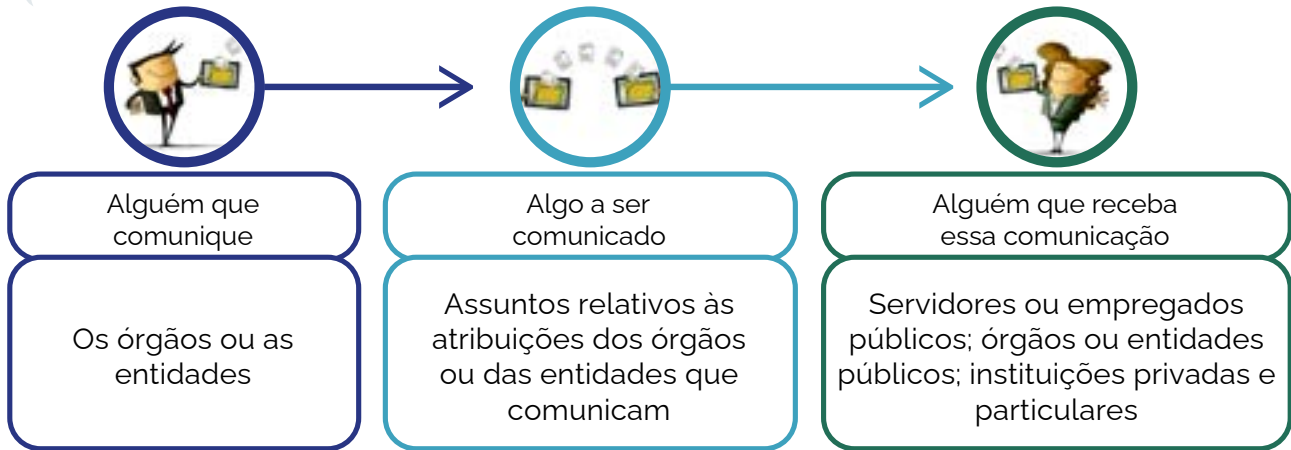 Alguém que
comunique
Algo a ser
comunicado
Alguém que receba
essa comunicação
Os órgãos ou as
entidades
Assuntos relativos às
atribuições dos órgãos
ou das entidades que
comunicam
Servidores ou empregados
públicos; órgãos ou entidades
públicos; instituições privadas e
particulares